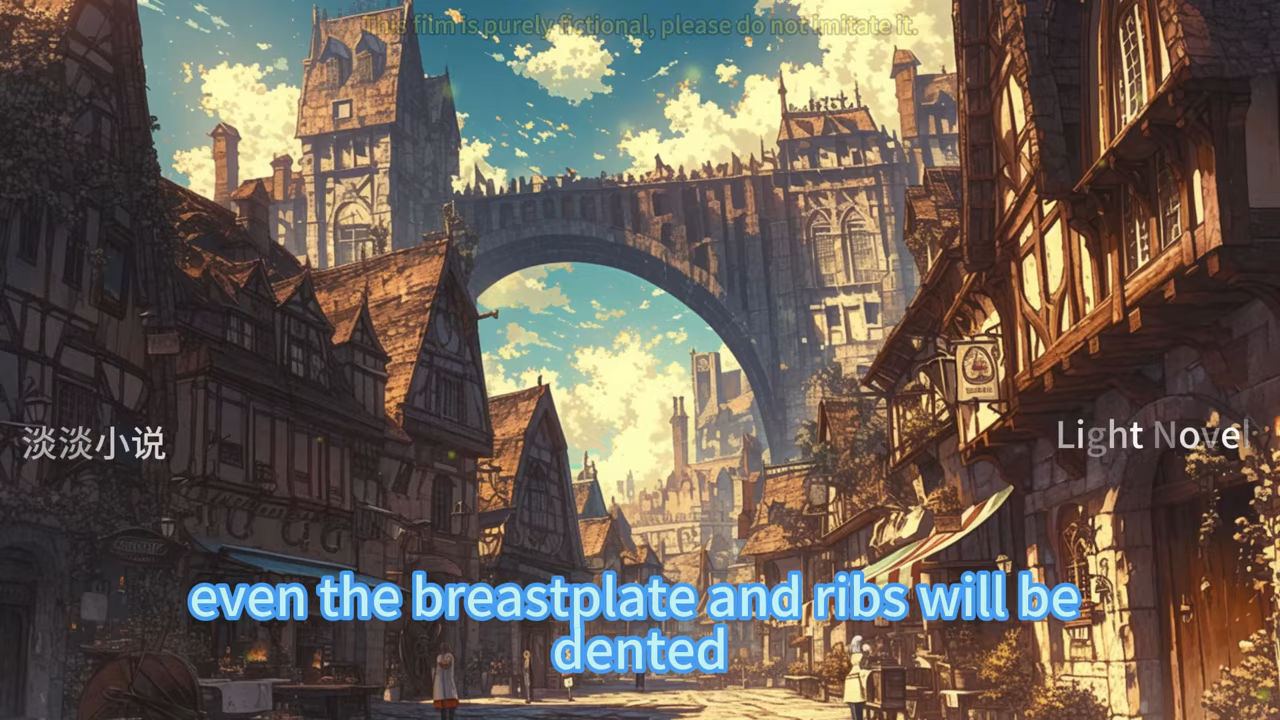 This film is purely fictional, please do not imitate it.
淡淡小说
Light Novel
even the breastplate and ribs will be
dented